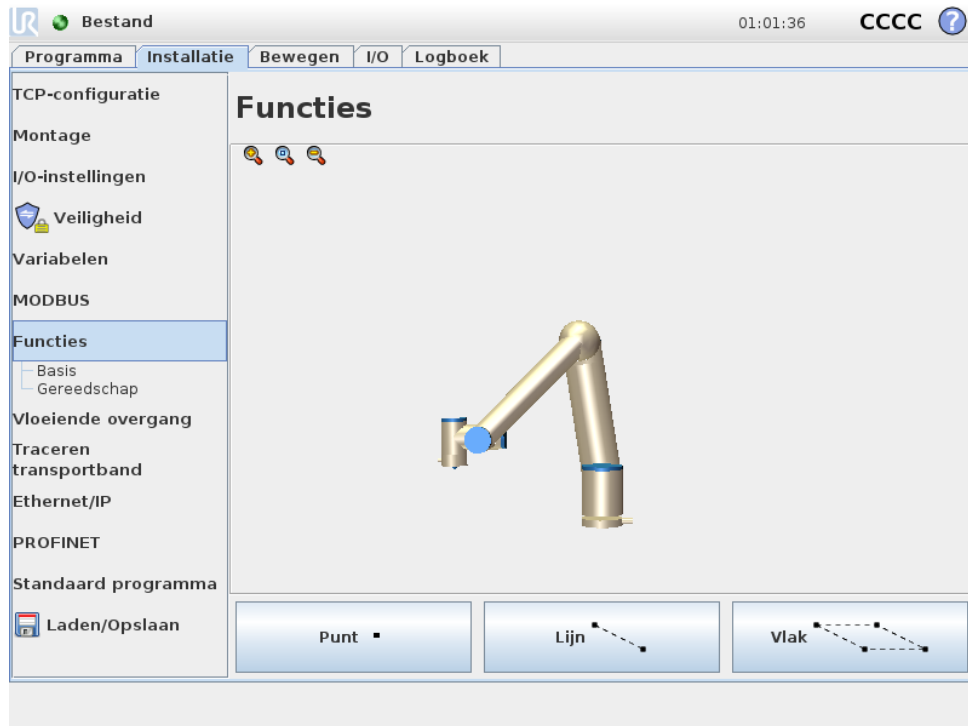 UR
Bestand
01:01:36
CCCC
?
Programma
Installatie
Bewegen
I/O
Logboek
TCP-configuratie
Montage
I/O-instellingen
Veiligheid
Variabelen
MODBUS
Functies
Basis
Gereedschap
Vloeiende overgang
Traceren
transportband
Ethernet/IP
PROFINET
Standaard programma
Laden/Opslaan
Functies
Punt
Lijn
Vlak